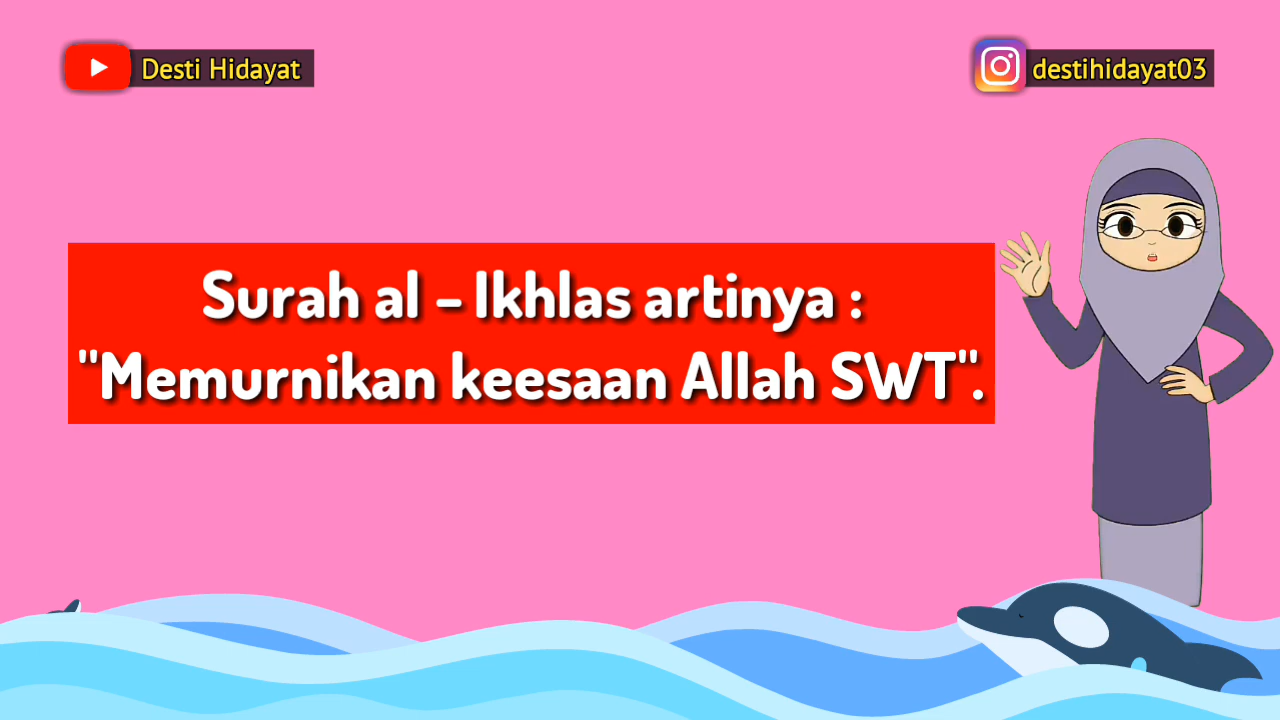 Desti Hidayat
destihidayat03
Surah al - Ikhlas artinya :
"Memurnikan keesaan Allah SWT".